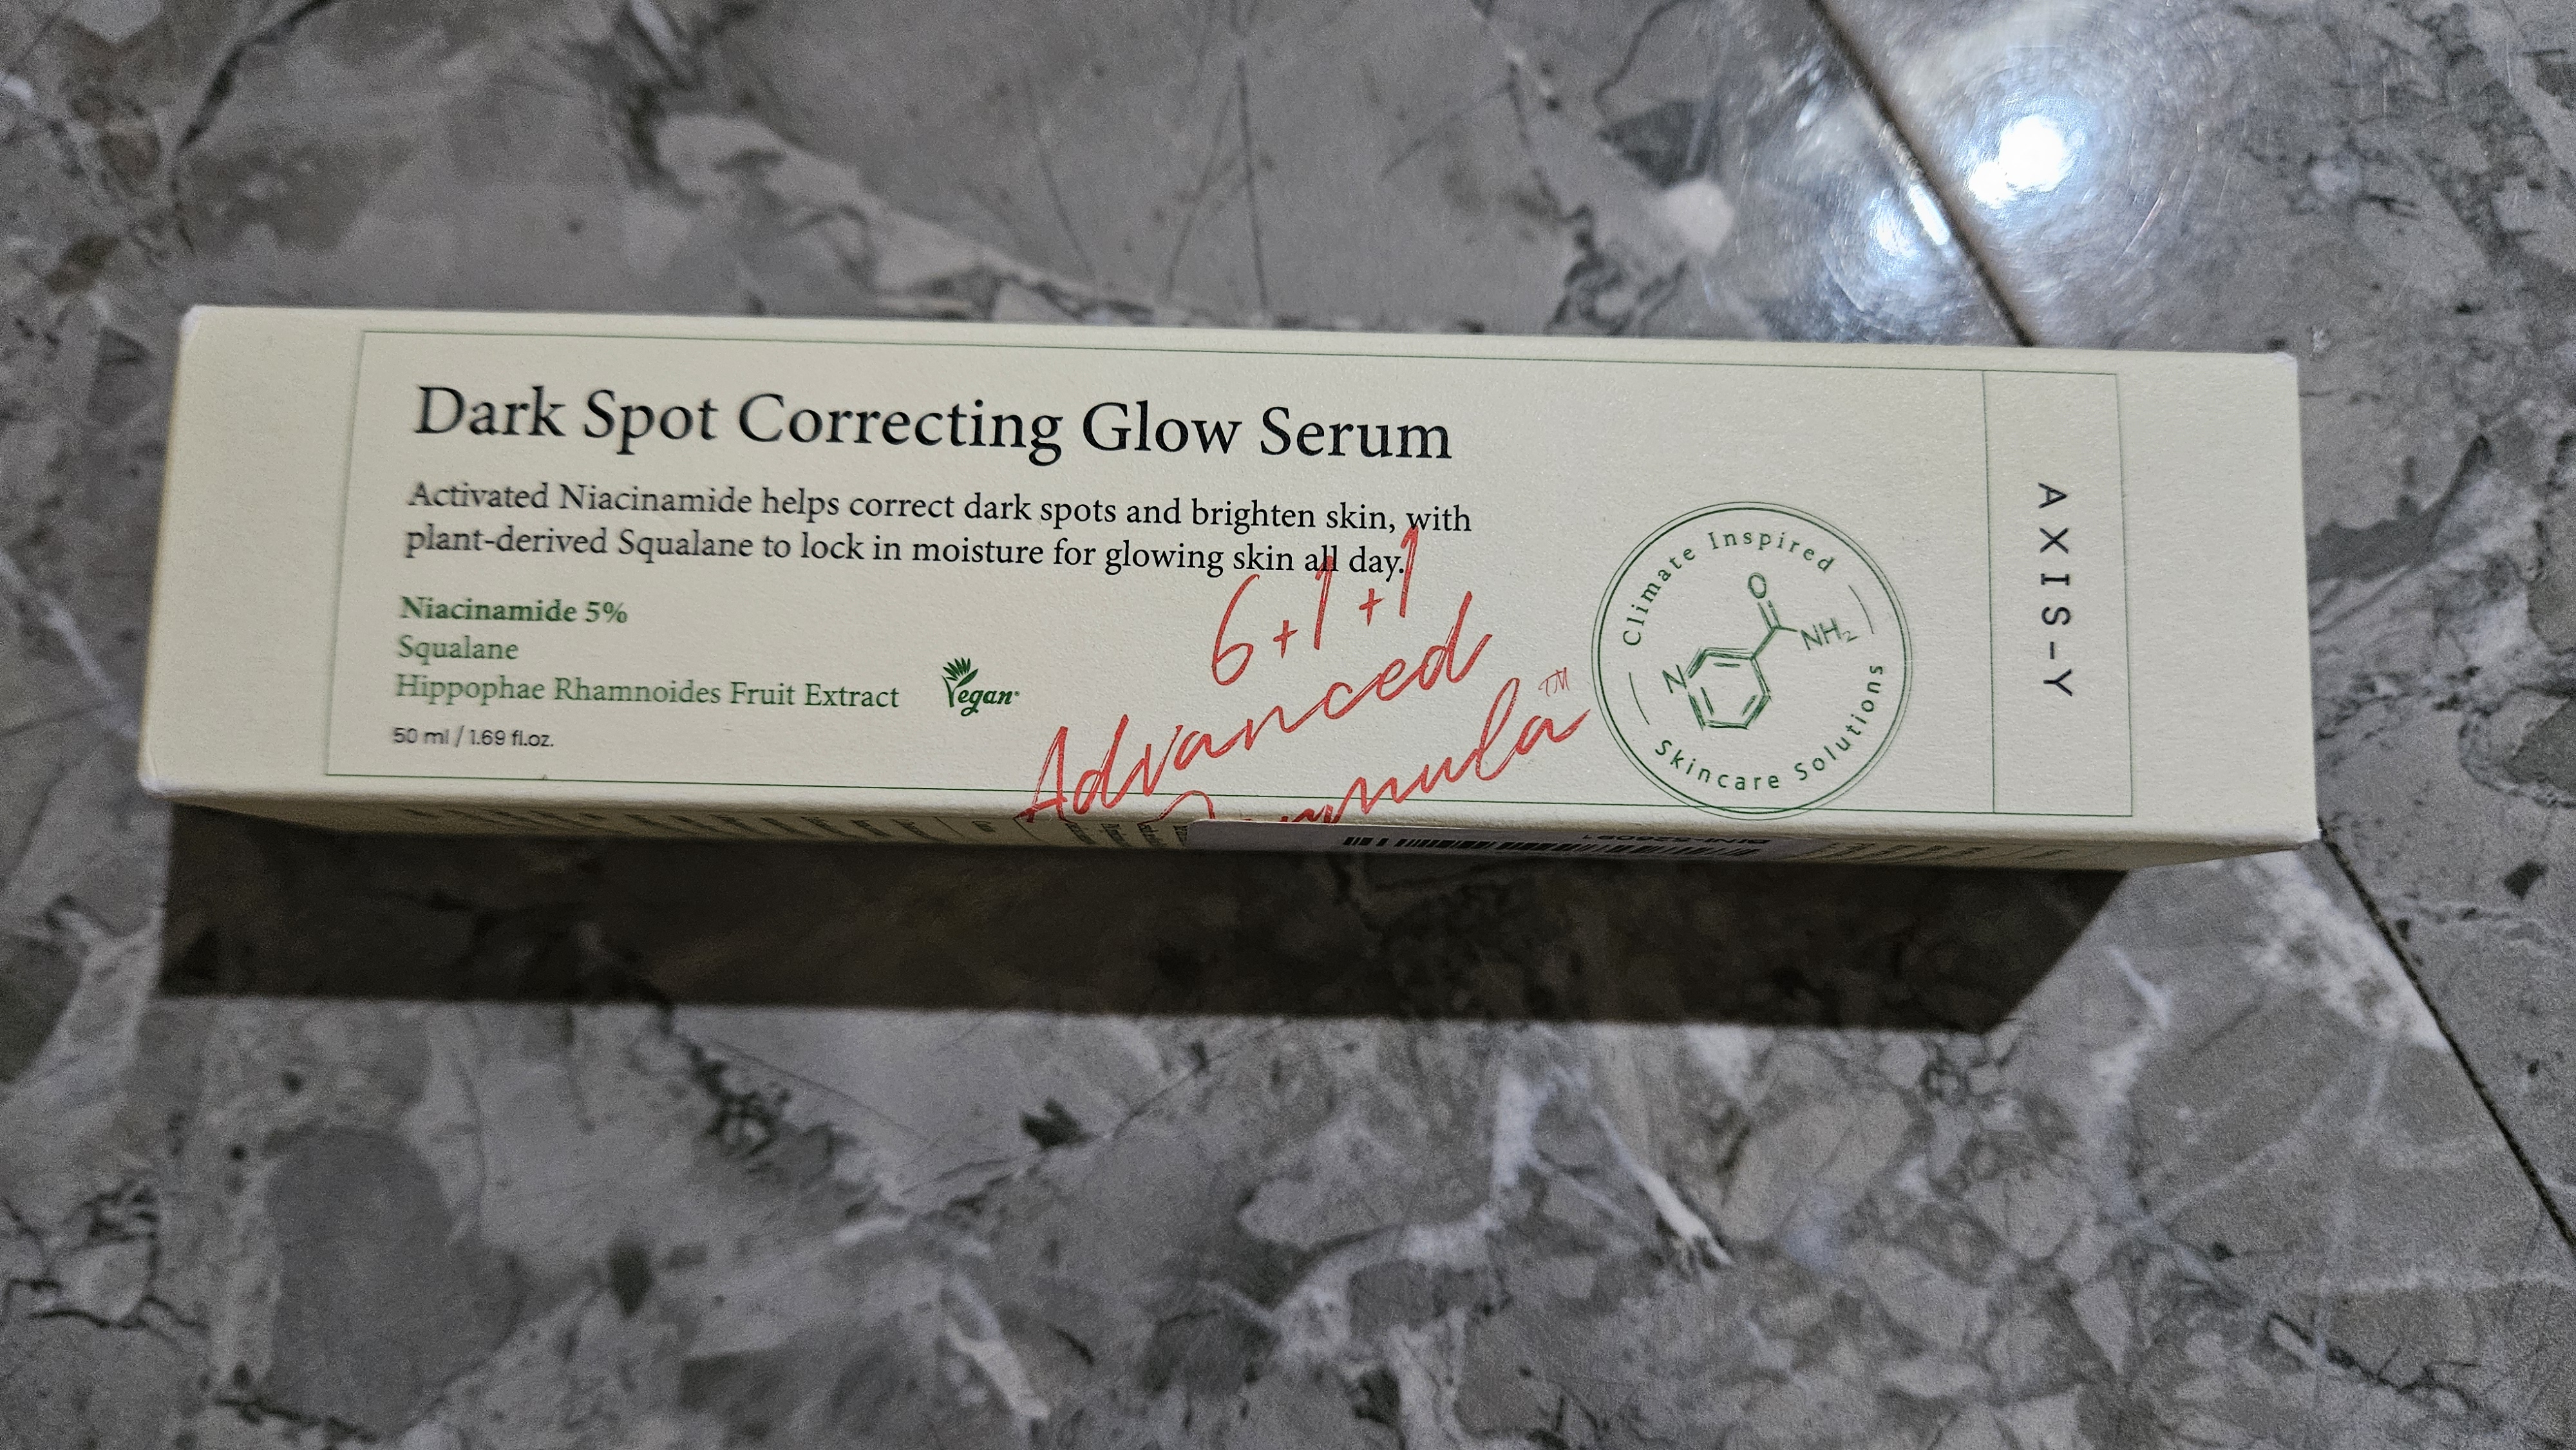 Dark Spot Correcting Glow Serum
Activated Niacinamide helps correct dark spots and brighten skin, with
plant-derived Squalane to lock in moisture for glowing skin all day.
Niacinamide 5%
Squalane
Hippophae Rhamnoides Fruit Extract
Vegan
50 ml / 1.69 fl.oz.
6+1+1
Advanced
Formula™
Climate Inspired
O
NH₂
N
Skincare Solutions
AXIS-Y